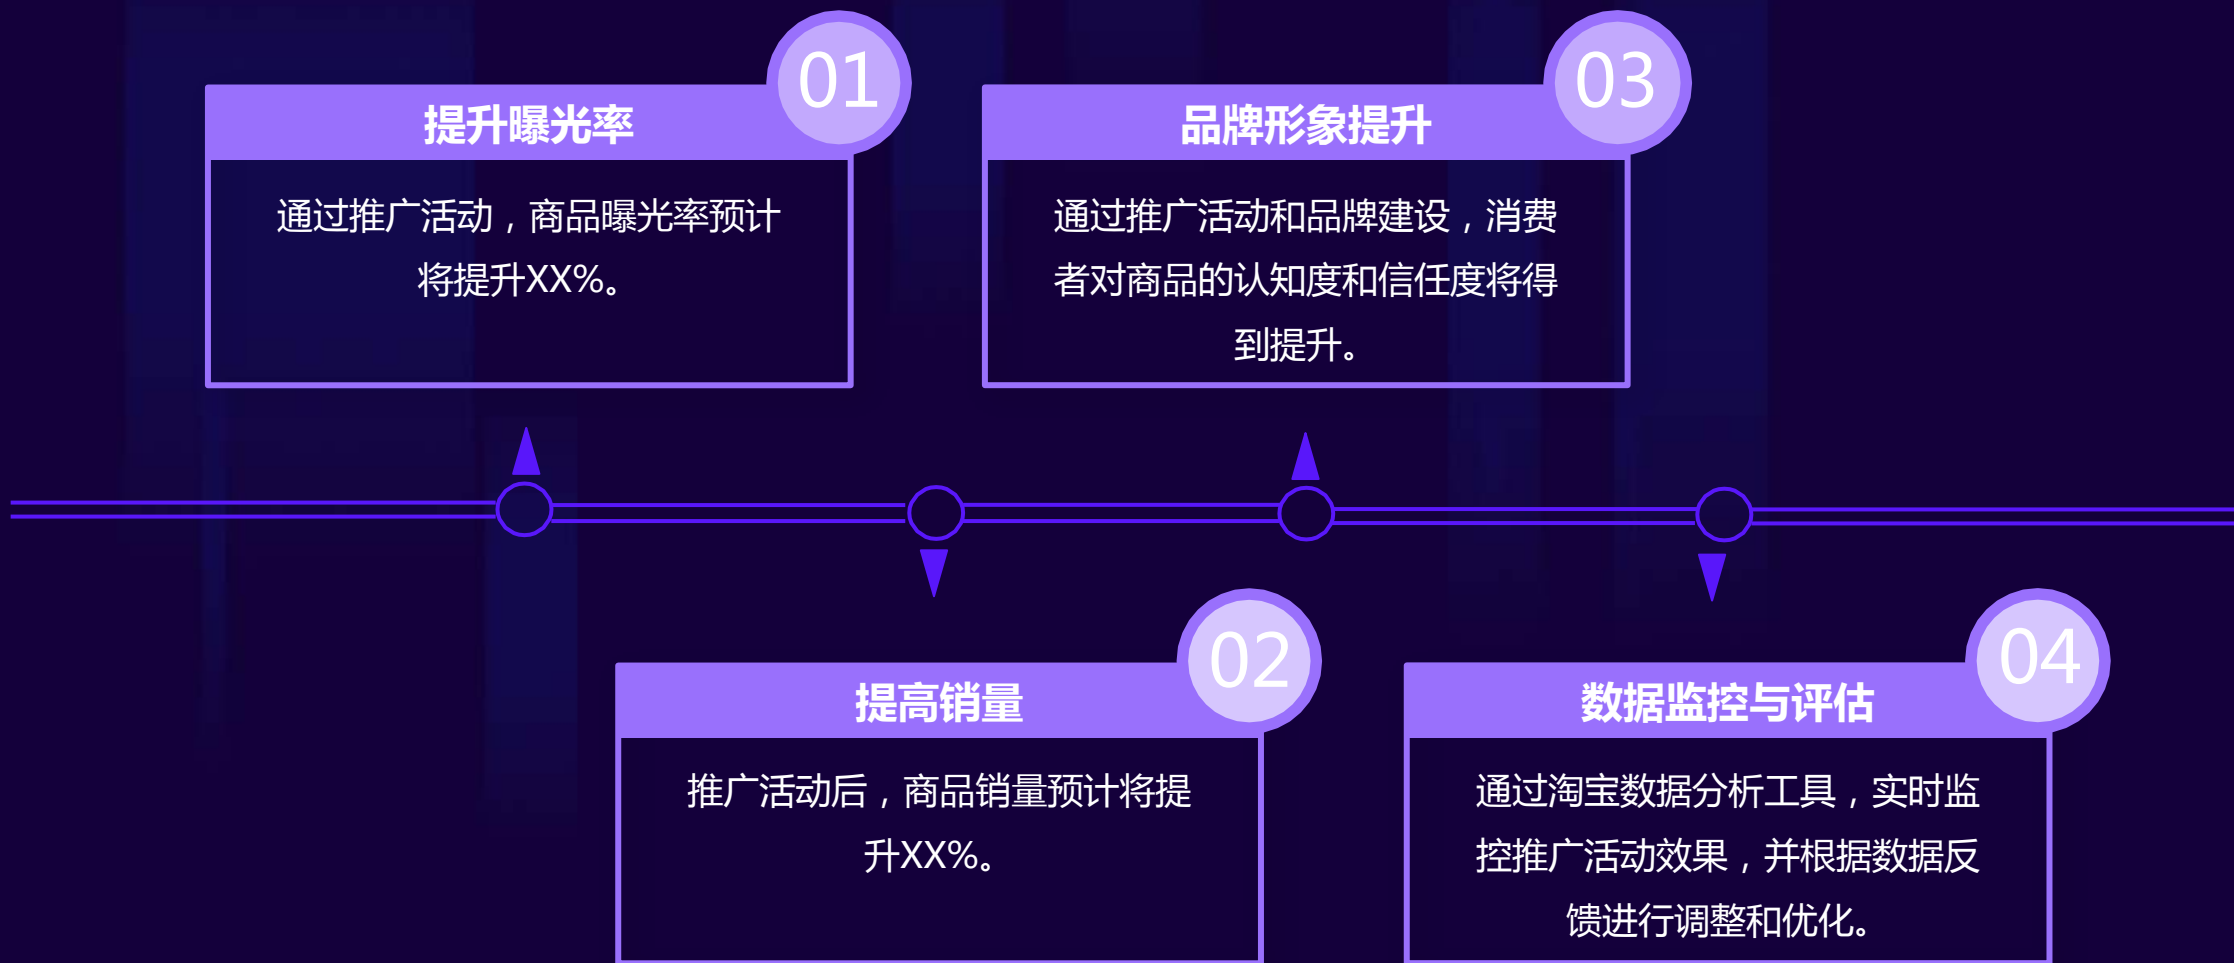 01
提升曝光率
通过推广活动，商品曝光率预计
将提升XX%。
03
品牌形象提升
通过推广活动和品牌建设，消费
者对商品的认知度和信任度将得
到提升。
02
提高销量
推广活动后，商品销量预计将提
升XX%。
04
数据监控与评估
通过淘宝数据分析工具，实时监
控推广活动效果，并根据数据反
馈进行调整和优化。